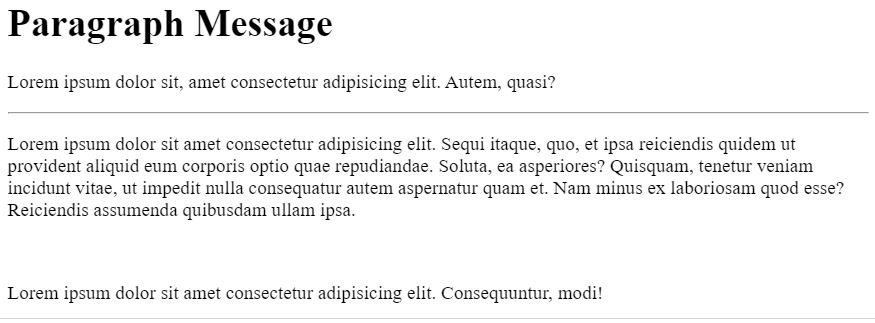 Paragraph Message
Lorem ipsum dolor sit, amet consectetur adipisicing elit. Autem, quasi?
Lorem ipsum dolor sit amet consectetur adipisicing elit. Sequi itaque, quo, et ipsa reiciendis quidem ut
provident aliquid eum corporis optio quae repudiandae. Soluta, ea asperiores? Quisquam, tenetur veniam
incidunt vitae, ut impedit nulla consequatur autem aspernatur quam et. Nam minus ex laboriosam quod esse?
Reiciendis assumenda quibusdam ullam ipsa.
Lorem ipsum dolor sit amet consectetur adipisicing elit. Consequuntur, modi!